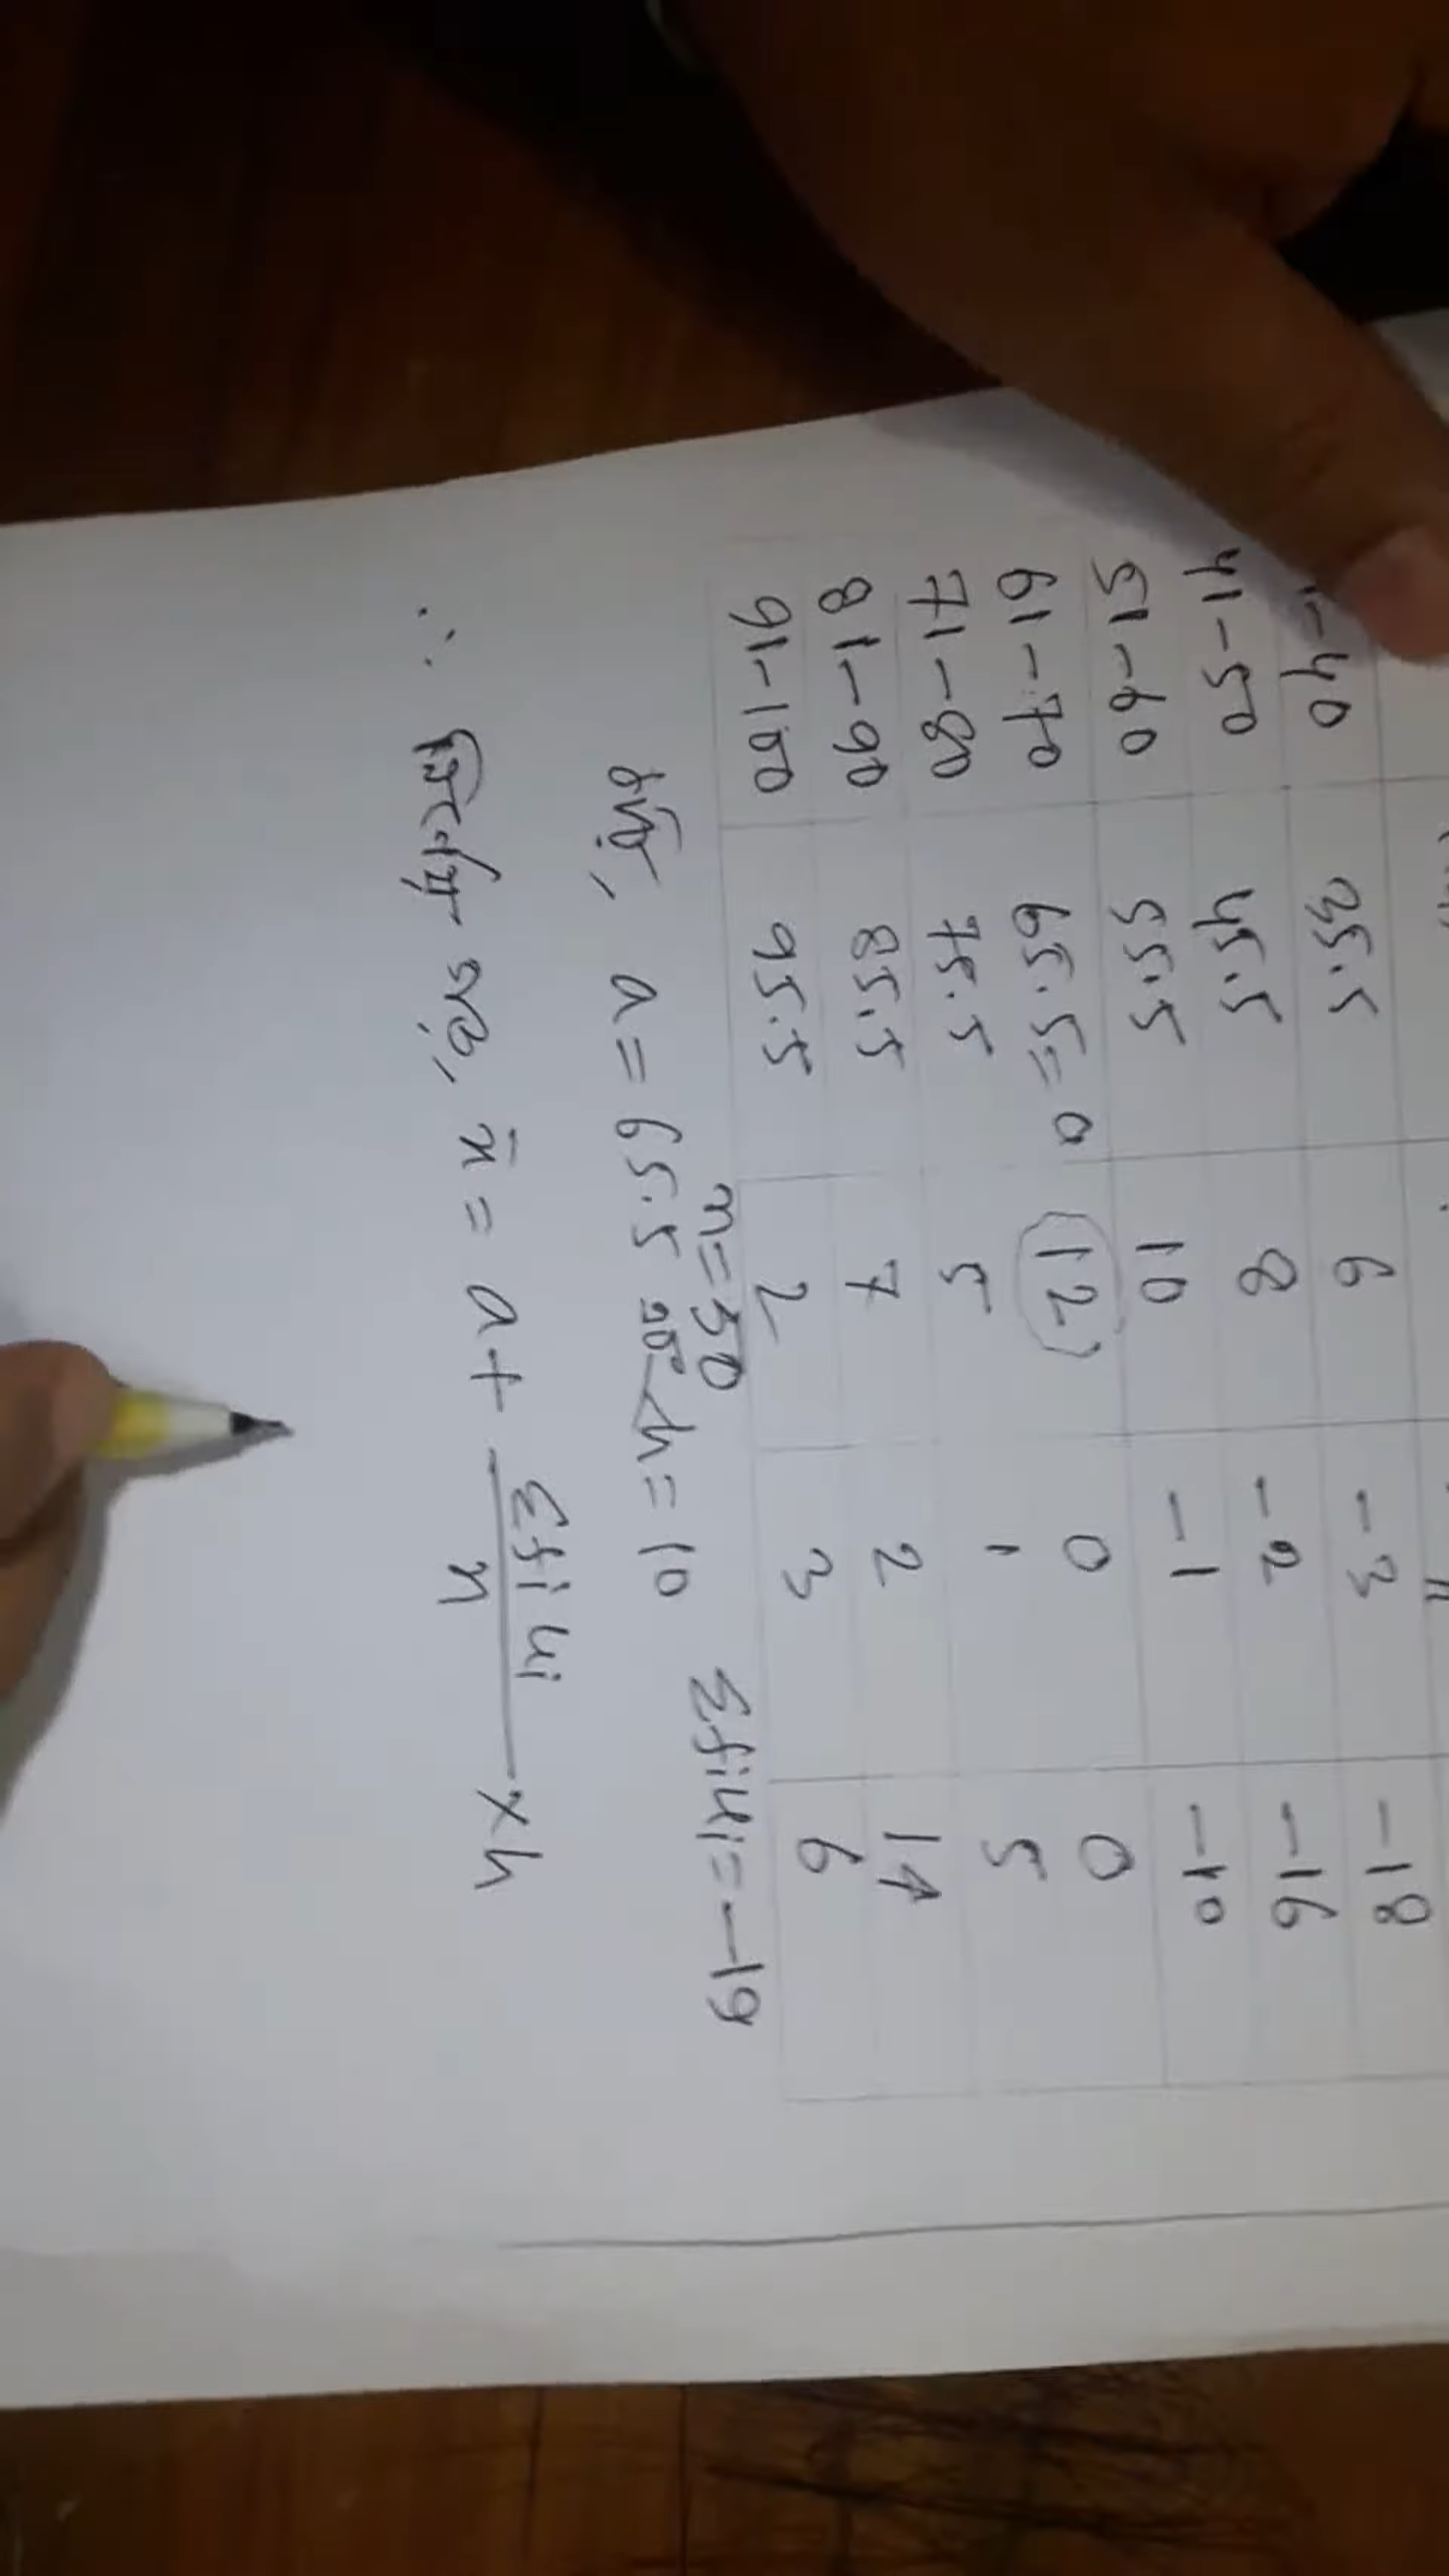 -40 35.5 6 -3 -18
41-50 45.5 8 -2 -16
51-60 55.5 10 -1 -10
61-70 65.5=a (12) 0 0
71-80 75.5 5 1 5
81-90 85.5 7 2 14
91-100 95.5 2 3 6
n=50 Σfiui=-19
ধরি, a = 65.5 এবং h = 10
∴ নির্ণেয় গড়, x̄ = a + Σfiui/n × h